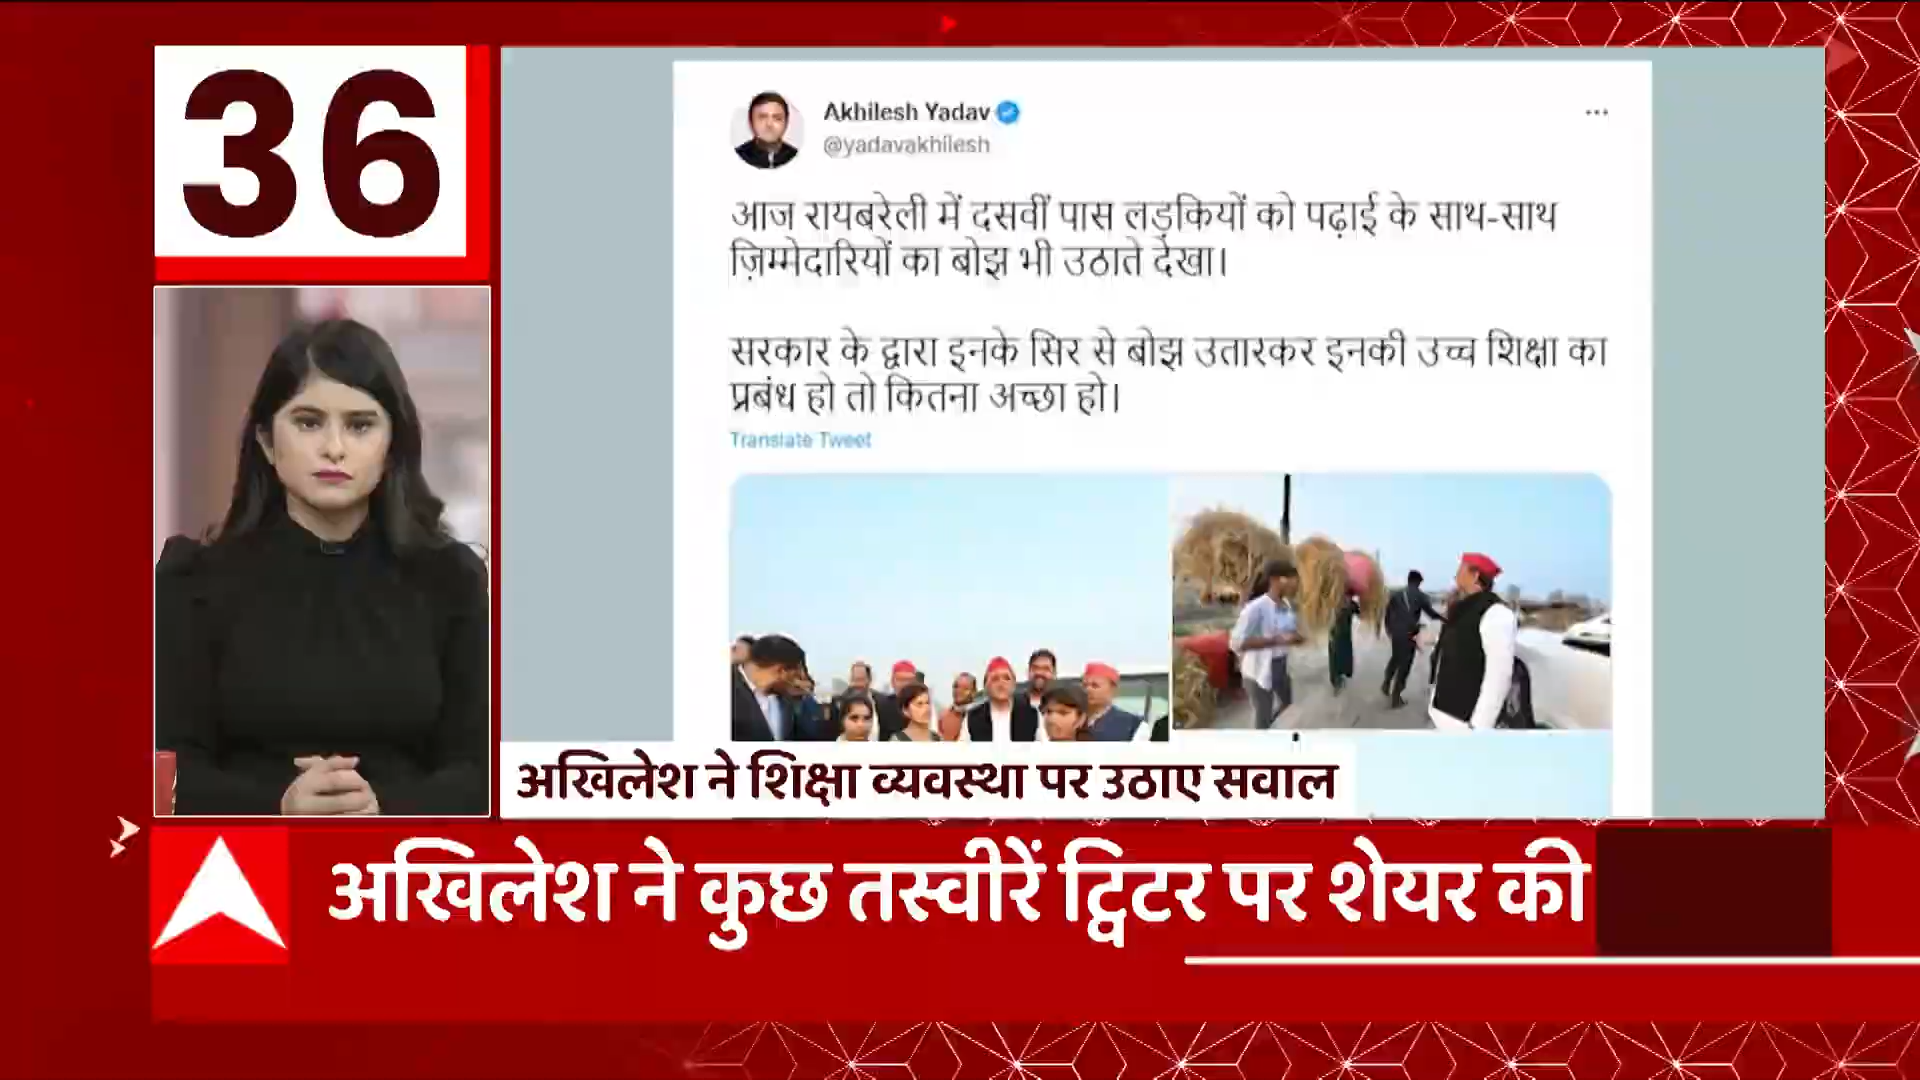 36
Akhilesh Yadav
@yadavakhilesh
आज रायबरेली में दसवीं पास लड़कियों को पढ़ाई के साथ-साथ
ज़िम्मेदारियों का बोझ भी उठाते देखा।
सरकार के द्वारा इनके सिर से बोझ उतारकर इनकी उच्च शिक्षा का
प्रबंध हो तो कितना अच्छा हो।
Translate Tweet
अखिलेश ने शिक्षा व्यवस्था पर उठाए सवाल
अखिलेश ने कुछ तस्वीरें ट्विटर पर शेयर की